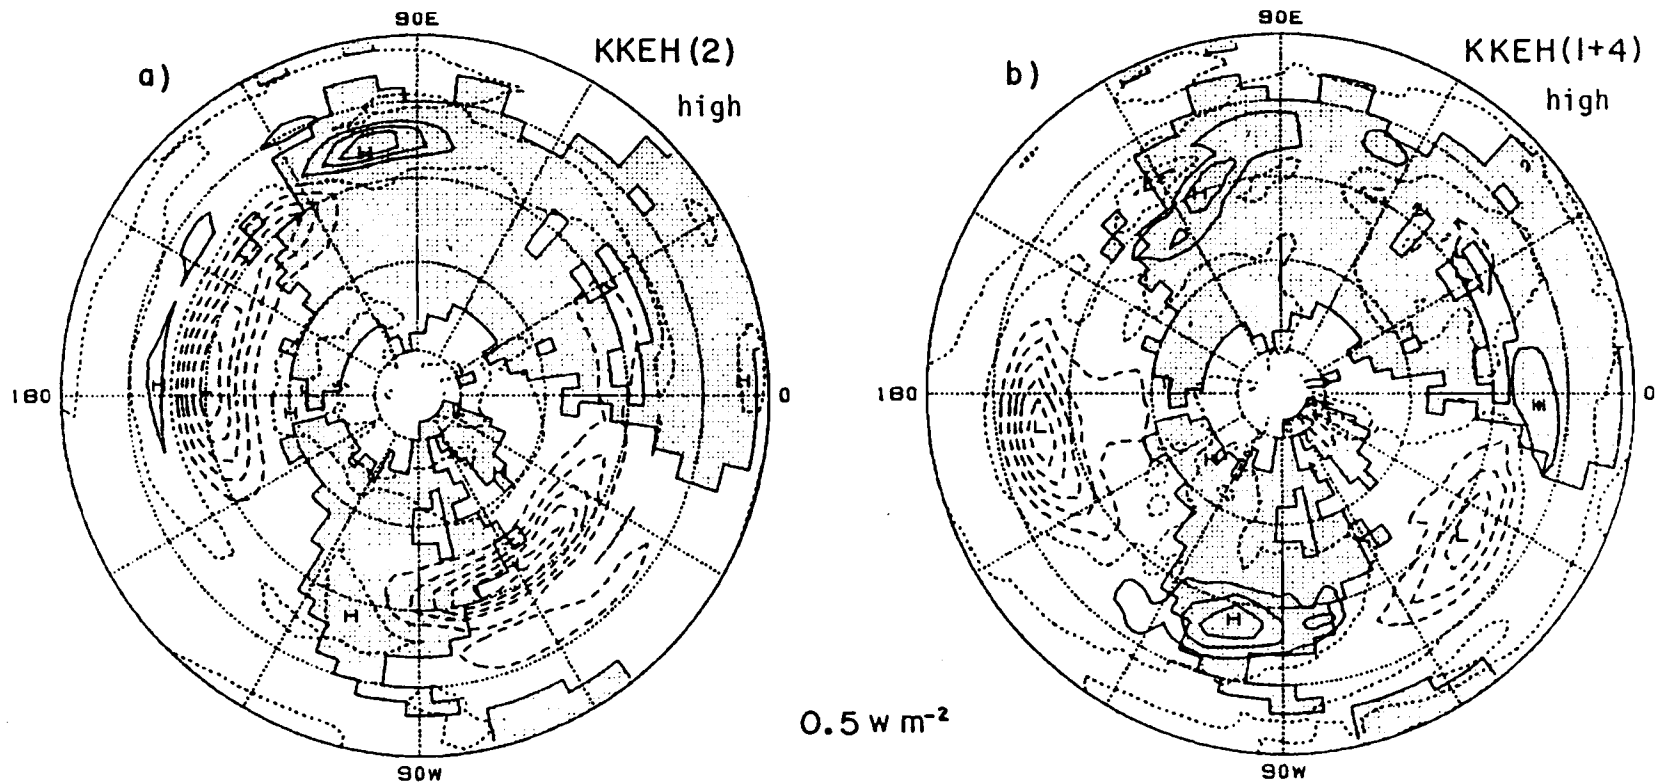 90E
a)
KKEH(2)
high
180
0
H
H
H
I
90W
90E
b)
KKEH(1+4)
high
180
0
H
L
H
L
H
H
90W
0.5 W m⁻²